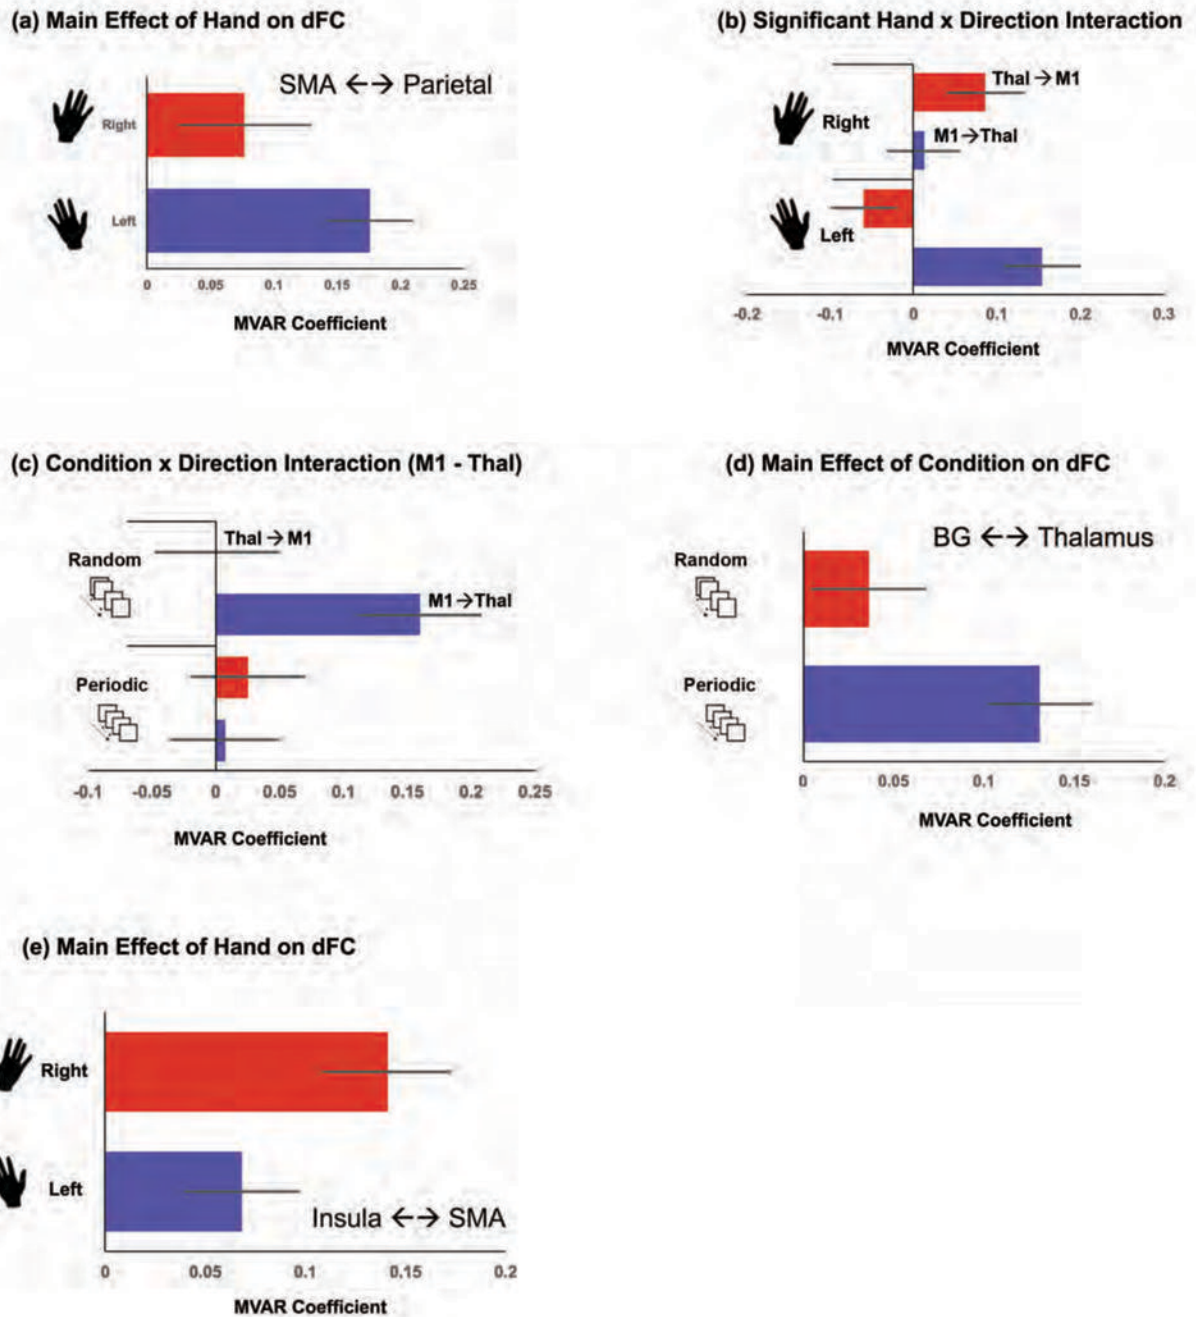 (a) Main Effect of Hand on dFC
SMA ←→ Parietal
Right
Left
0 0.05 0.1 0.15 0.2 0.25
MVAR Coefficient
(b) Significant Hand x Direction Interaction
Thal → M1
Right
M1→Thal
Left
-0.2 -0.1 0 0.1 0.2 0.3
MVAR Coefficient
(c) Condition x Direction Interaction (M1 - Thal)
Thal → M1
Random
M1→Thal
Periodic
-0.1 -0.05 0 0.05 0.1 0.15 0.2 0.25
MVAR Coefficient
(d) Main Effect of Condition on dFC
BG ←→ Thalamus
Random
Periodic
0 0.05 0.1 0.15 0.2
MVAR Coefficient
(e) Main Effect of Hand on dFC
Right
Left
Insula ←→ SMA
0 0.05 0.1 0.15 0.2
MVAR Coefficient